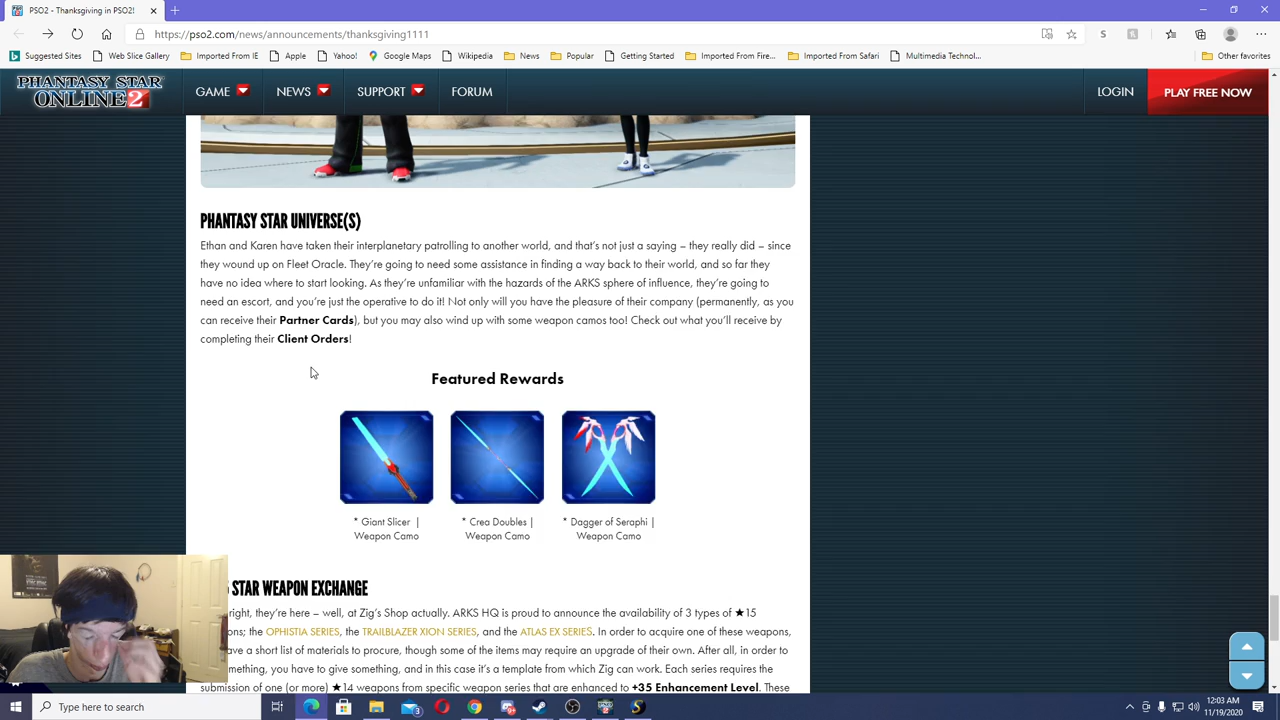 PSO2 - Thanksgiving in PSO2!
https://pso2.com/news/announcements/thanksgiving1111
Suggested Sites Web Slice Gallery Imported From IE Apple Yahoo! Google Maps Wikipedia News Popular Getting Started Imported From Fire... Imported From Safari Multimedia Technol... Other favorites
PHANTASY STAR
ONLINE 2
GAME NEWS SUPPORT FORUM LOGIN PLAY FREE NOW
PHANTASY STAR UNIVERSE(S)
Ethan and Karen have taken their interplanetary patrolling to another world, and that's not just a saying – they really did – since
they wound up on Fleet Oracle. They're going to need some assistance in finding a way back to their world, and so far they
have no idea where to start looking. As they're unfamiliar with the hazards of the ARKS sphere of influence, they're going to
need an escort, and you're just the operative to do it! Not only will you have the pleasure of their company (permanently, as you
can receive their Partner Cards), but you may also wind up with some weapon camos too! Check out what you'll receive by
completing their Client Orders!
Featured Rewards
* Giant Slicer |
Weapon Camo
* Crea Doubles |
Weapon Camo
* Dagger of Seraphi |
Weapon Camo
STAR WEAPON EXCHANGE
right, they're here – well, at Zig's Shop actually. ARKS HQ is proud to announce the availability of 3 types of ★15
ons; the OPHISTIA SERIES, the TRAILBLAZER XION SERIES, and the ATLAS EX SERIES. In order to acquire one of these weapons,
ave a short list of materials to procure, though some of the items may require an upgrade of their own. After all, in order to
mething, you have to give something, and in this case it's a template from which Zig can work. Each series requires the
submission of one (or more) ★14 weapons from specific weapon series that are enhanced to +35 Enhancement Level. These
Type here to search
12:03 AM
11/19/2020